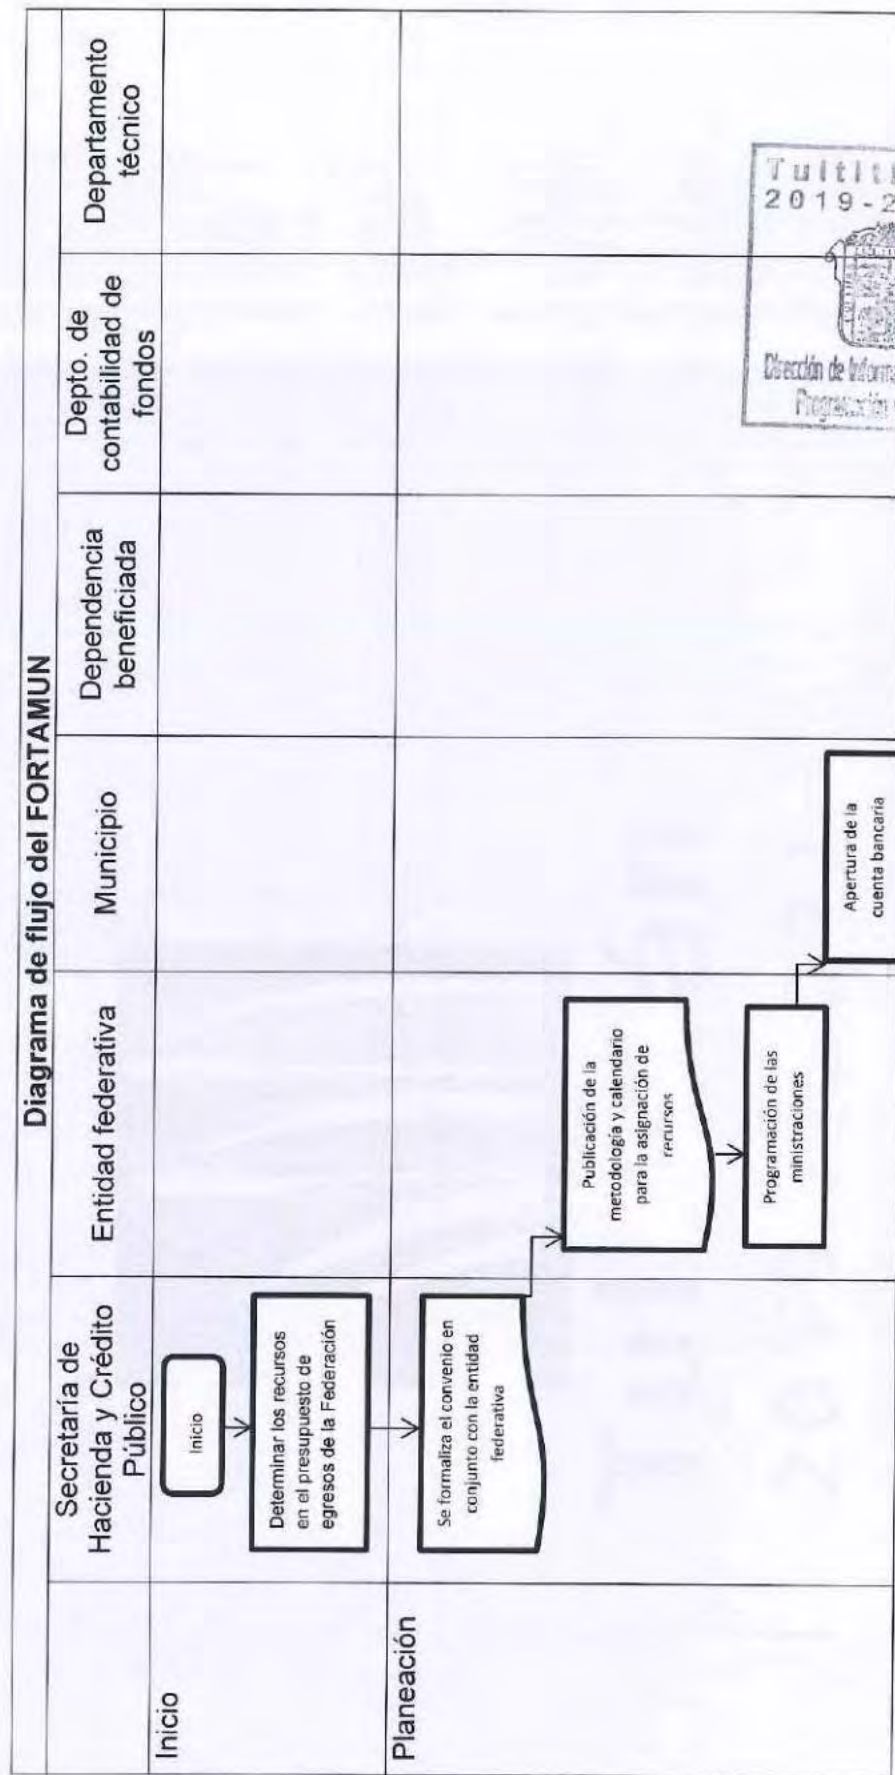 Diagrama de flujo del FORTAMUN
Secretaría de
Hacienda y Crédito
Público
Entidad federativa
Municipio
Dependencia
beneficiada
Depto. de
contabilidad de
fondos
Departamento
técnico
Inicio
Inicio
Determinar los recursos
en el presupuesto de
egresos de la Federación
Planeación
Se formaliza el convenio en
conjunto con la entidad
federativa
Publicación de la
metodología y calendario
para la asignación de
recursos
Programación de las
ministraciones
Apertura de la
cuenta bancaria
2019-2
Dirección de